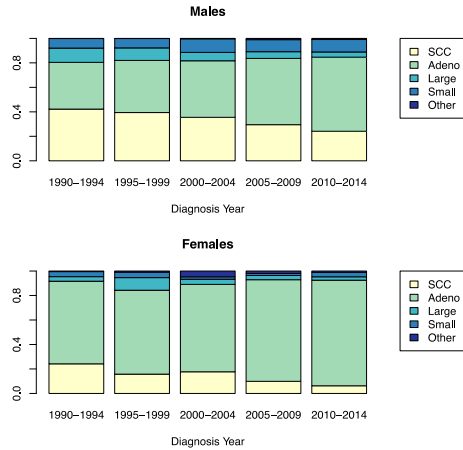 Males
0.8
0.4
0.0
1990−1994 1995−1999 2000−2004 2005−2009 2010−2014
Diagnosis Year
SCC
Adeno
Large
Small
Other
Females
0.8
0.4
0.0
1990−1994 1995−1999 2000−2004 2005−2009 2010−2014
Diagnosis Year
SCC
Adeno
Large
Small
Other